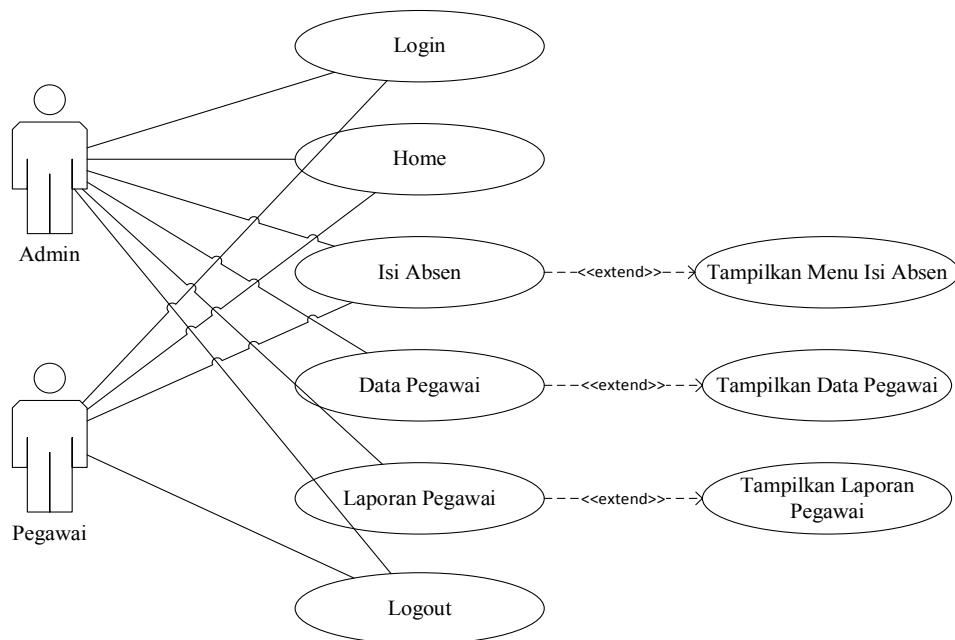 Login
Home
Admin
Isi Absen
<<extend>>
Tampilkan Menu Isi Absen
Data Pegawai
<<extend>>
Tampilkan Data Pegawai
Laporan Pegawai
<<extend>>
Tampilkan Laporan
Pegawai
Pegawai
Logout